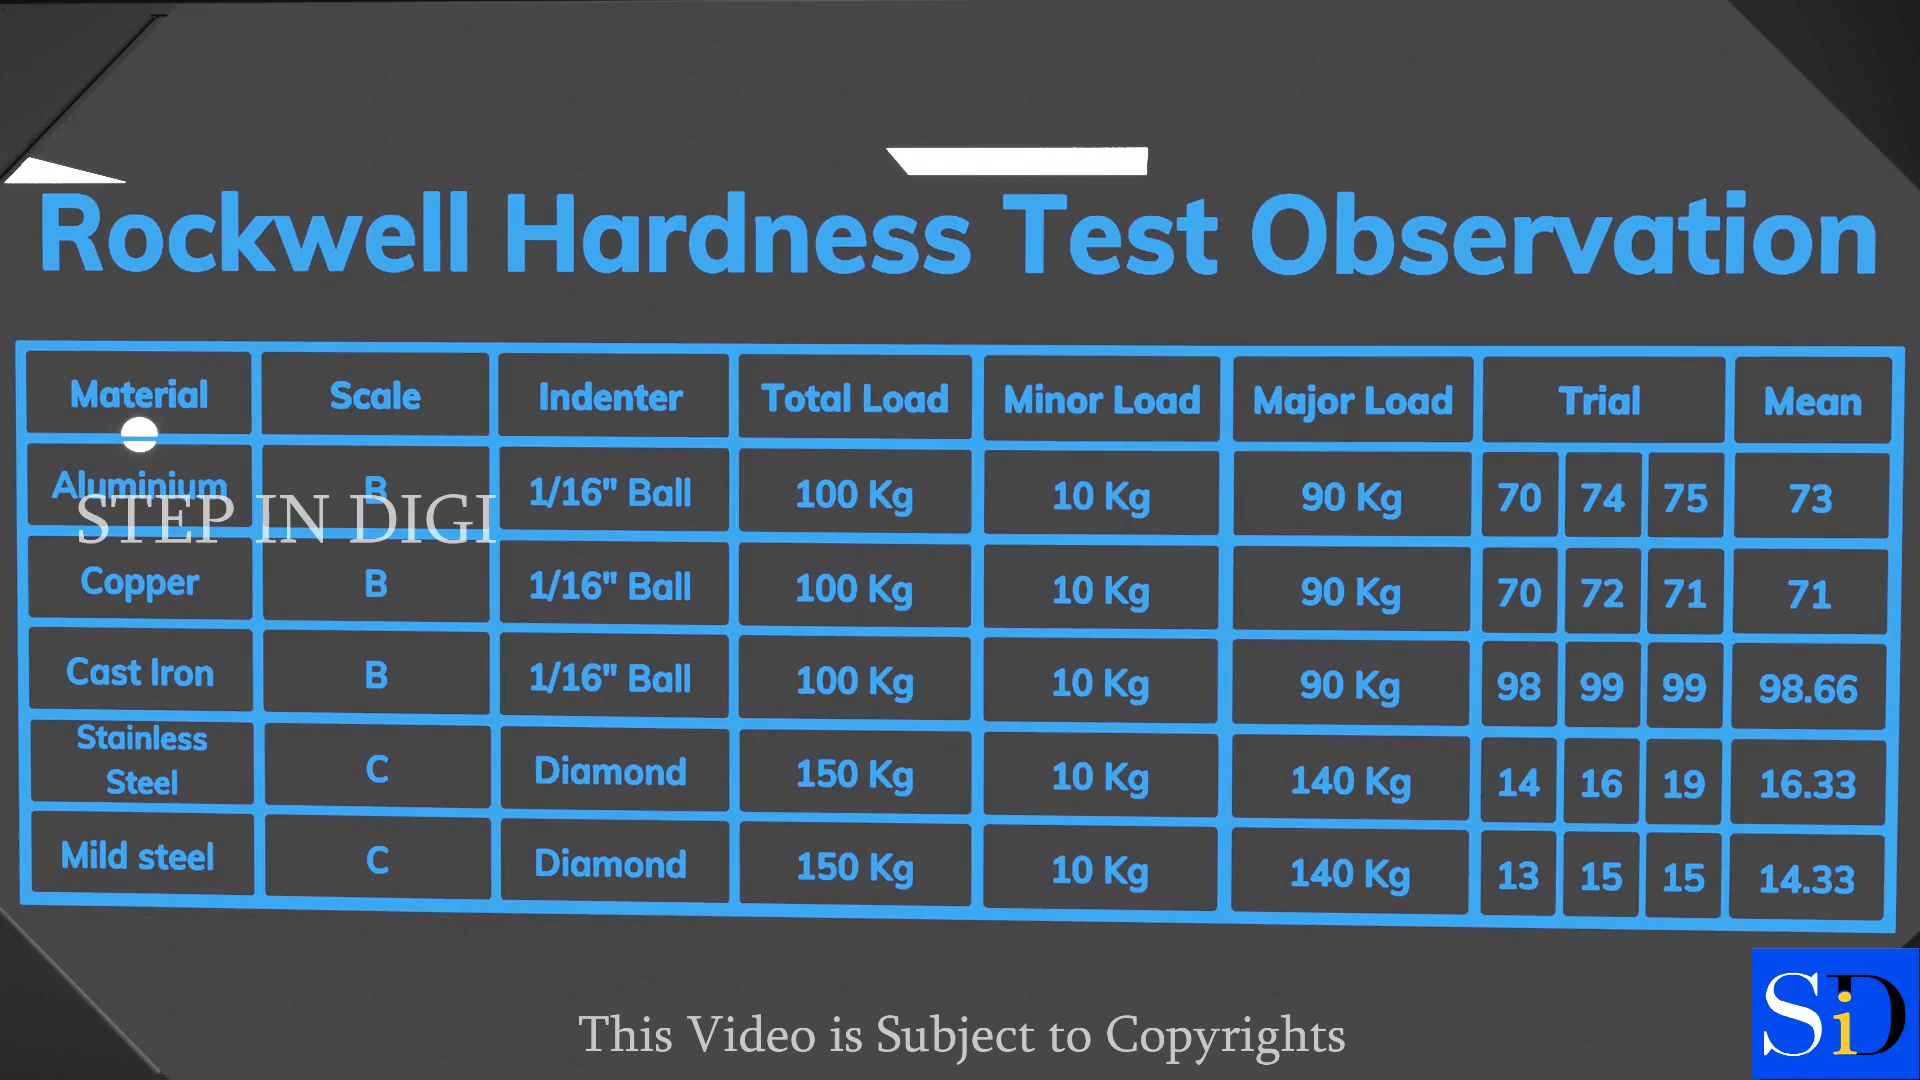 Rockwell Hardness Test Observation
Material Scale Indenter Total Load Minor Load Major Load Trial Mean
Aluminium B 1/16" Ball 100 Kg 10 Kg 90 Kg 70 74 75 73
STEP IN DIGI
Copper B 1/16" Ball 100 Kg 10 Kg 90 Kg 70 72 71 71
Cast Iron B 1/16" Ball 100 Kg 10 Kg 90 Kg 98 99 99 98.66
Stainless
Steel C Diamond 150 Kg 10 Kg 140 Kg 14 16 19 16.33
Mild steel C Diamond 150 Kg 10 Kg 140 Kg 13 15 15 14.33
This Video is Subject to Copyrights
SiD